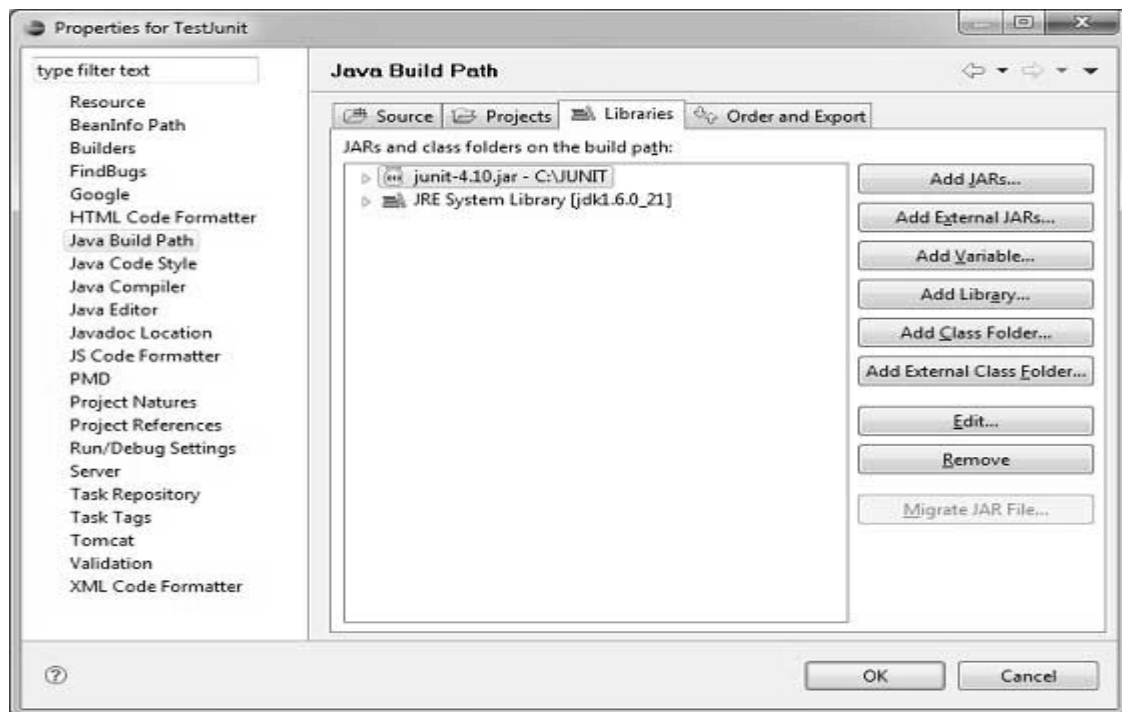 Properties for TestJunit
type filter text
Resource
BeanInfo Path
Builders
FindBugs
Google
HTML Code Formatter
Java Build Path
Java Code Style
Java Compiler
Java Editor
Javadoc Location
JS Code Formatter
PMD
Project Natures
Project References
Run/Debug Settings
Server
Task Repository
Task Tags
Tomcat
Validation
XML Code Formatter
Java Build Path
Source Projects Libraries Order and Export
JARs and class folders on the build path:
junit-4.10.jar - C:\JUNIT
JRE System Library [jdk1.6.0_21]
Add JARs...
Add External JARs...
Add Variable...
Add Library...
Add Class Folder...
Add External Class Folder...
Edit...
Remove
Migrate JAR File...
OK Cancel